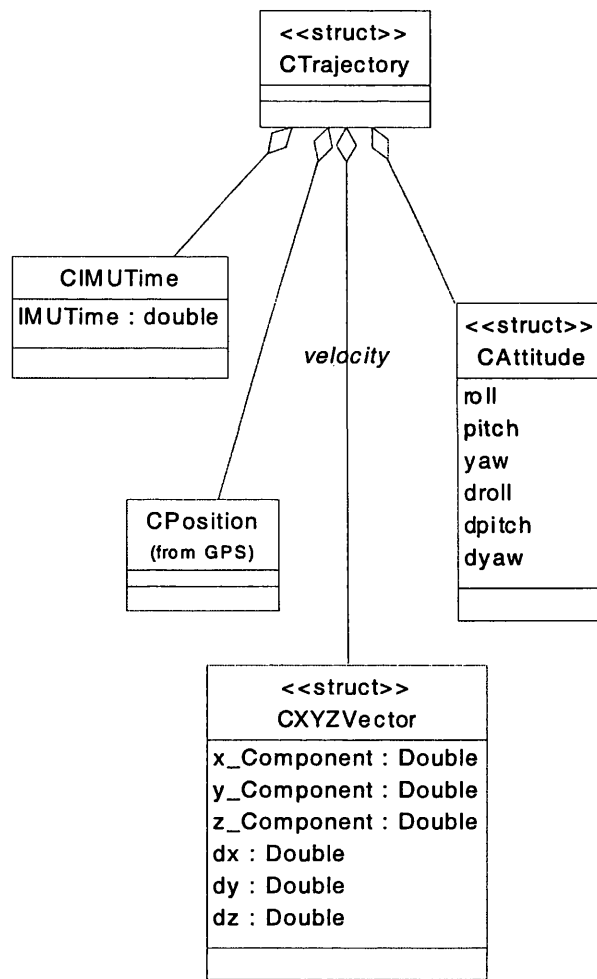 <<struct>>
CTrajectory
CIMUTime
IMUTime : double
velocity
<<struct>>
CAttitude
roll
pitch
yaw
droll
dpitch
dyaw
CPosition
(from GPS)
<<struct>>
CXYZVector
x_Component : Double
y_Component : Double
z_Component : Double
dx : Double
dy : Double
dz : Double